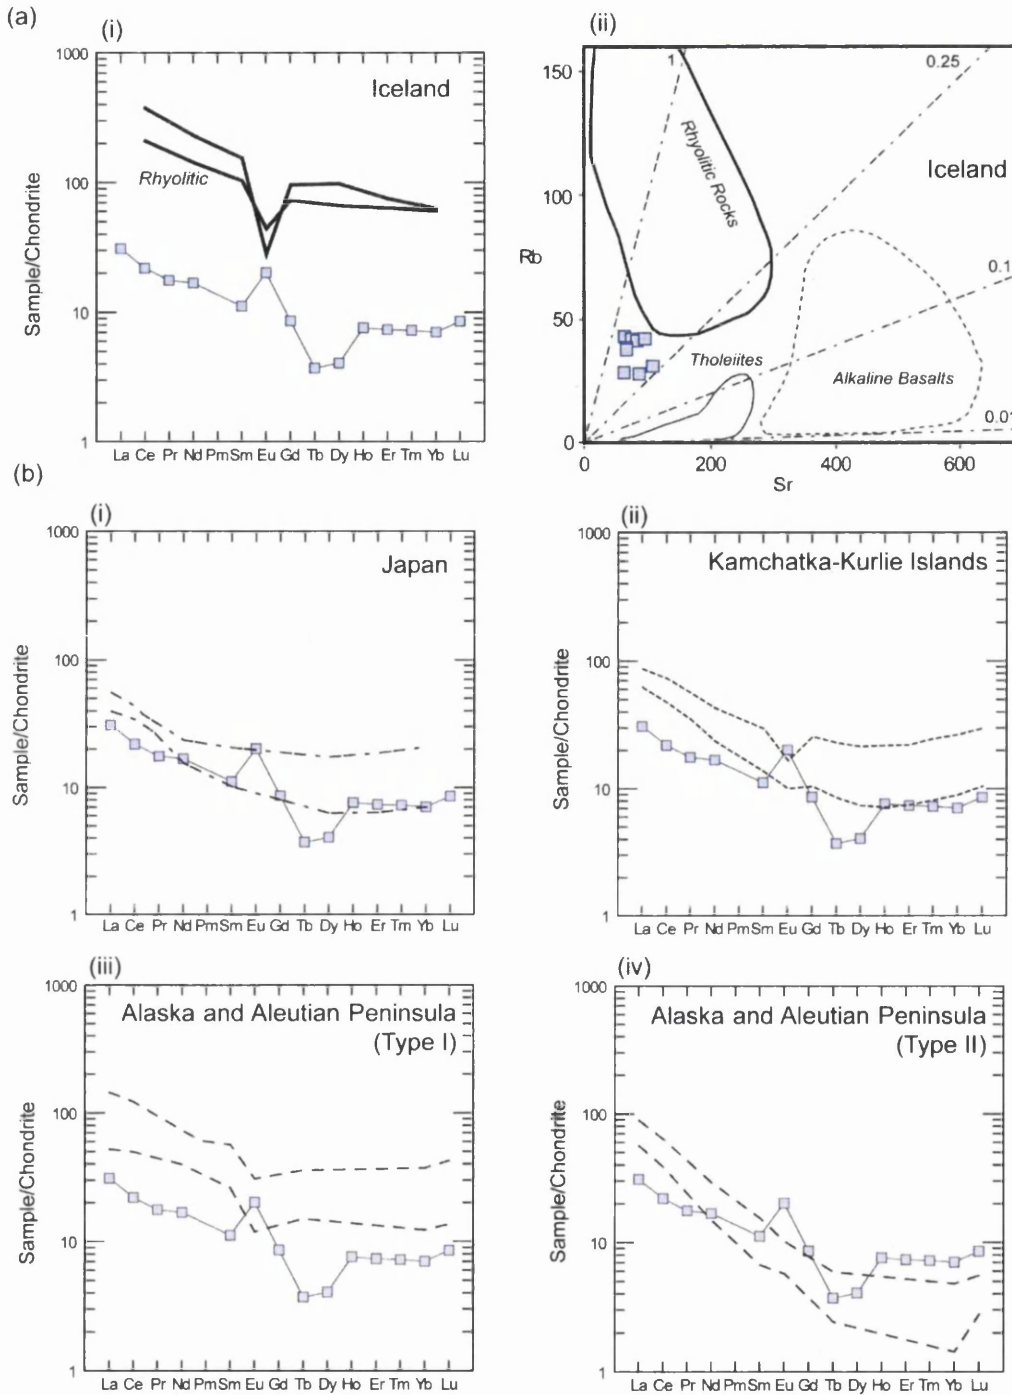 (a)
(i)
Iceland
Rhyolitic
Sample/Chondrite
1000
100
10
1
La Ce Pr Nd Pm Sm Eu Gd Tb Dy Ho Er Tm Yb Lu
(ii)
150
100
50
0
Rb
1
0.25
Iceland
Rhyolitic Rocks
0.1
Tholeiites
Alkaline Basalts
0.01
0 200 400 600
Sr
(b)
(i)
Japan
Sample/Chondrite
1000
100
10
1
La Ce Pr Nd Pm Sm Eu Gd Tb Dy Ho Er Tm Yb Lu
(ii)
Kamchatka-Kurlie Islands
Sample/Chondrite
1000
100
10
1
La Ce Pr Nd Pm Sm Eu Gd Tb Dy Ho Er Tm Yb Lu
(iii)
Alaska and Aleutian Peninsula
(Type I)
Sample/Chondrite
1000
100
10
1
La Ce Pr Nd Pm Sm Eu Gd Tb Dy Ho Er Tm Yb Lu
(iv)
Alaska and Aleutian Peninsula
(Type II)
Sample/Chondrite
1000
100
10
1
La Ce Pr Nd Pm Sm Eu Gd Tb Dy Ho Er Tm Yb Lu